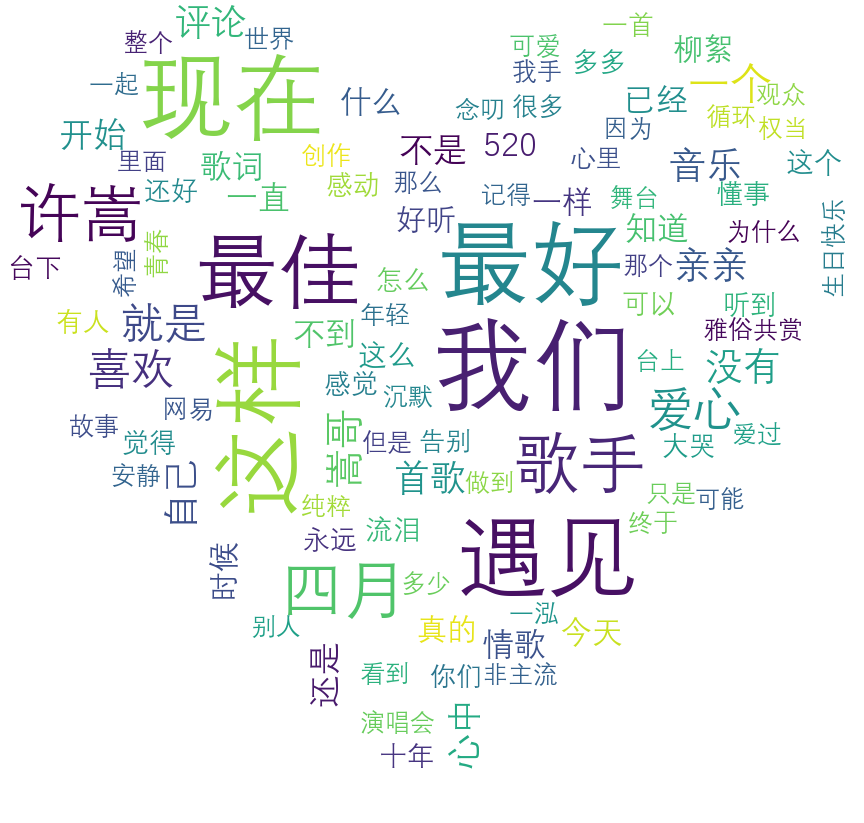 评论
一首
整个
世界
可爱
柳絮
现在
我手
多多
一起
一个
观众
什么
念叨
很多
已经
循环
开始
520
因为
权当
里面
歌词
创作
不是
心里
音乐
这个
还好
一直
感动
那么
记得
一样
舞台
懂事
许嵩
青春
好听
知道
为什么
生日快乐
台下
希望
最佳
最好
那个
亲亲
怎么
有人
就是
年轻
可以
听到
不到
雅俗共赏
喜欢
这样
这么
我们
台上
没有
感觉
沉默
网易
爱心
故事
觉得
嵩哥
但是
告别
大哭
爱过
安静
自己
首歌
做到
歌手
只是
可能
纯粹
流泪
终于
永远
遇见
时候
四月
多少
别人
真的
一泓
今天
还是
情歌
看到
你们
非主流
演唱会
心中
十年